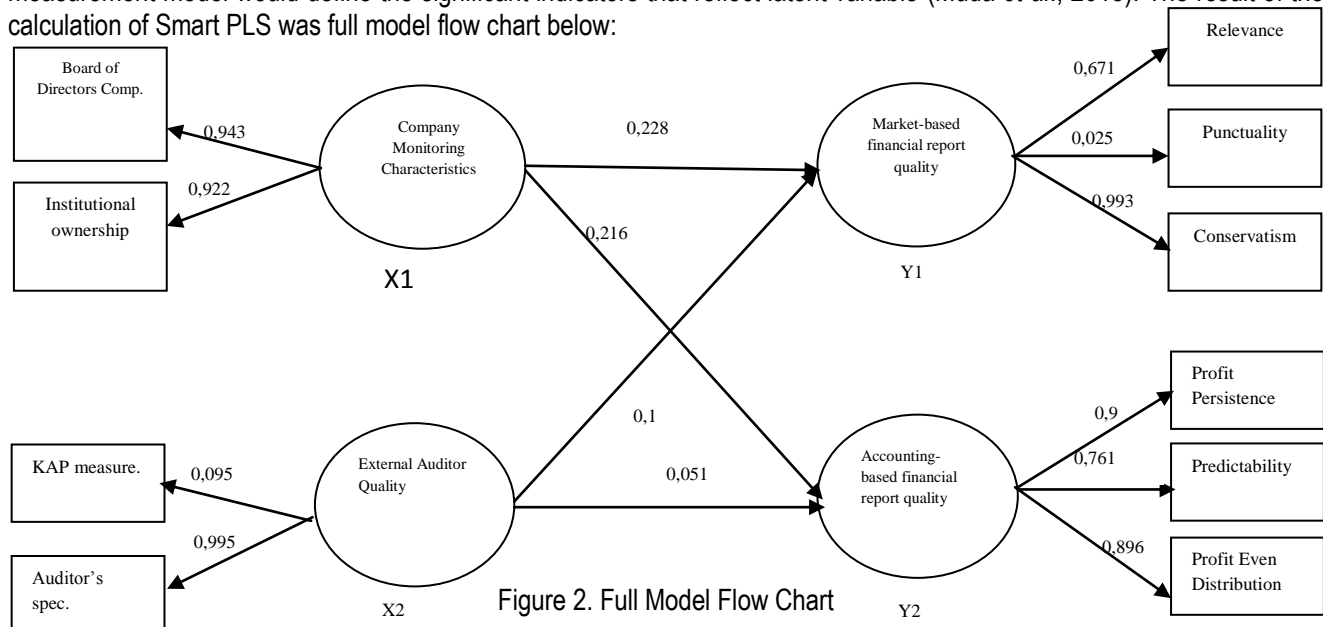 calculation of Smart PLS was full model flow chart below:
Board of
Directors Comp.
0,943
Institutional
ownership
0,922
Company
Monitoring
Characteristics
X1
0,228
0,216
Market-based
financial report
quality
Y1
Relevance
0,671
Punctuality
0,025
Conservatism
0,993
KAP measure.
0,095
Auditor's
spec.
0,995
External Auditor
Quality
X2
0,1
0,051
Accounting-
based financial
report quality
Y2
Profit
Persistence
0,9
Predictability
0,761
Profit Even
Distribution
0,896
Figure 2. Full Model Flow Chart